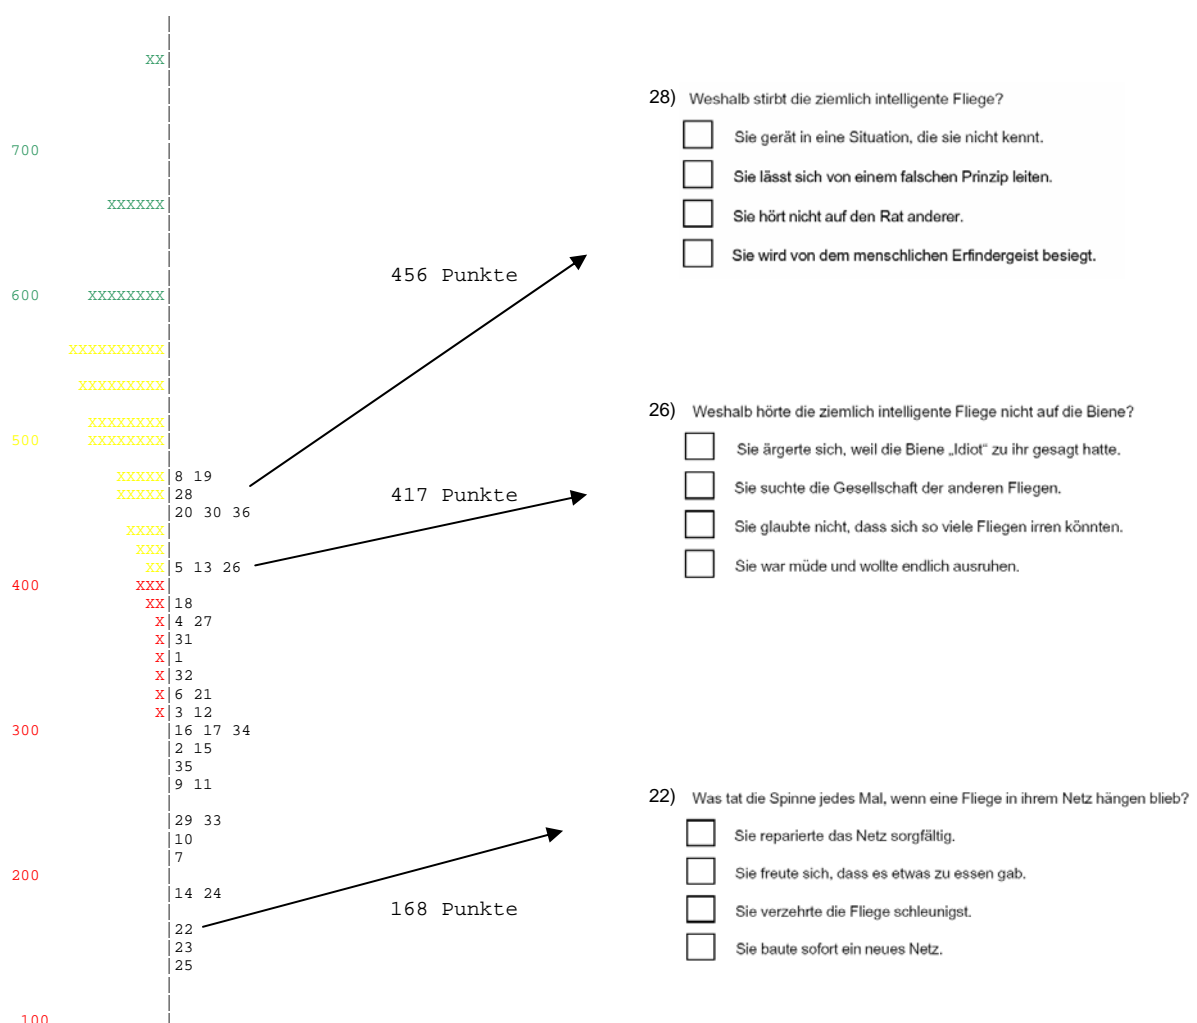 XX|
700
XXXXXX|
600 XXXXXXXX|
XXXXXXXXXX|
XXXXXXXXX|
XXXXXXXX|
500 XXXXXXXX|
XXXXX|8 19
XXXXX|28
|20 30 36
XXXX|
XXX|
XX|5 13 26
400 XXX|
XX|18
X|4 27
X|31
X|1
X|32
X|6 21
X|3 12
300 |16 17 34
|2 15
|35
|9 11
|29 33
|10
|7
200
|14 24
|22
|23
|25
100
456 Punkte
417 Punkte
168 Punkte
28) Weshalb stirbt die ziemlich intelligente Fliege?
Sie gerät in eine Situation, die sie nicht kennt.
Sie lässt sich von einem falschen Prinzip leiten.
Sie hört nicht auf den Rat anderer.
Sie wird von dem menschlichen Erfindergeist besiegt.
26) Weshalb hörte die ziemlich intelligente Fliege nicht auf die Biene?
Sie ärgerte sich, weil die Biene „Idiot“ zu ihr gesagt hatte.
Sie suchte die Gesellschaft der anderen Fliegen.
Sie glaubte nicht, dass sich so viele Fliegen irren könnten.
Sie war müde und wollte endlich ausruhen.
22) Was tat die Spinne jedes Mal, wenn eine Fliege in ihrem Netz hängen blieb?
Sie reparierte das Netz sorgfältig.
Sie freute sich, dass es etwas zu essen gab.
Sie verzehrte die Fliege schleunigst.
Sie baute sofort ein neues Netz.